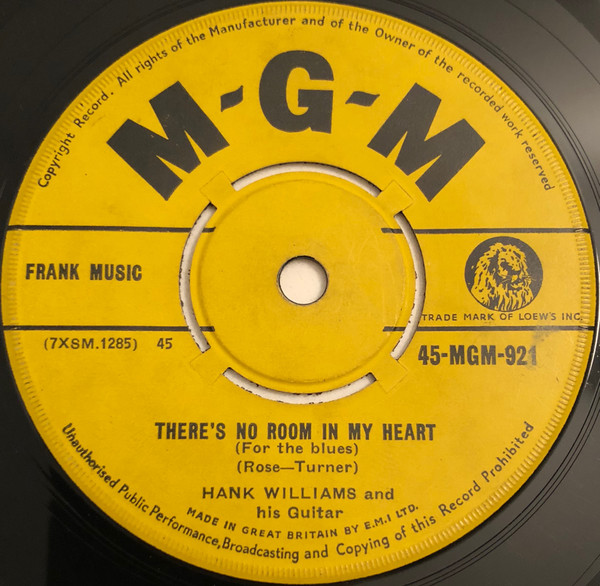 Copyright Record. All rights of the Manufacturer and of the Owner of the recorded work reserved
M-G-M
FRANK MUSIC
TRADE MARK OF LOEW'S INC.
(7XSM.1285) 45
45-MGM-921
THERE'S NO ROOM IN MY HEART
(For the blues)
(Rose—Turner)
HANK WILLIAMS and
his Guitar
MADE IN GREAT BRITAIN BY E.M.I LTD.
Unauthorised Public Performance, Broadcasting and Copying of this Record Prohibited